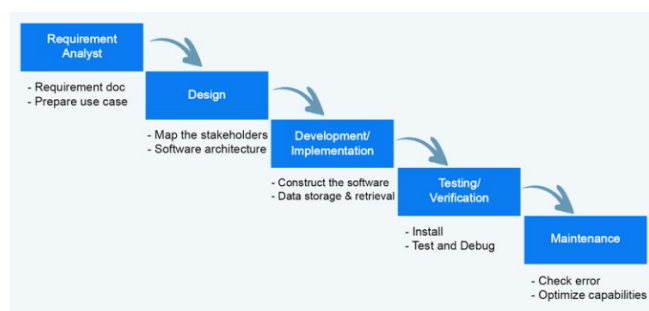 Requirement
Analyst
- Requirement doc
- Prepare use case
Design
- Map the stakeholders
- Software architecture
Development/
Implementation
- Construct the software
- Data storage & retrieval
Testing/
Verification
- Install
- Test and Debug
Maintenance
- Check error
- Optimize capabilities